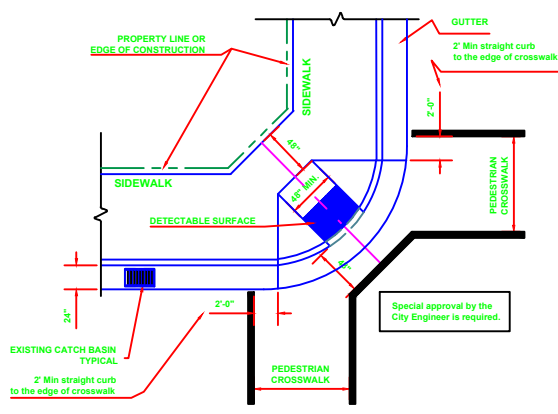 GUTTER
PROPERTY LINE OR
EDGE OF CONSTRUCTION
2' Min straight curb
to the edge of crosswalk
SIDEWALK
2'-0"
48"
SIDEWALK
48" MIN.
PEDESTRIAN
CROSSWALK
DETECTABLE SURFACE
48"
24"
2'-0"
Special approval by the
City Engineer is required.
EXISTING CATCH BASIN
TYPICAL
2' Min straight curb
to the edge of crosswalk
PEDESTRIAN
CROSSWALK